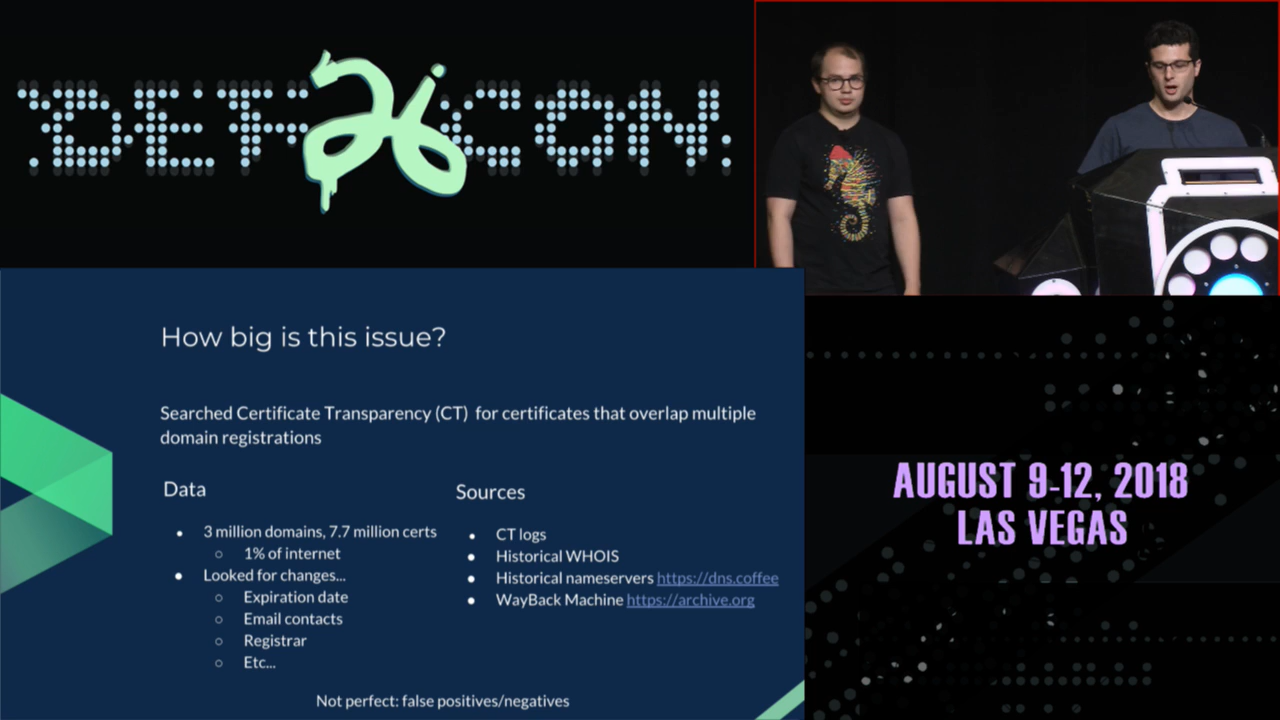 DEF 26 CON
How big is this issue?
Searched Certificate Transparency (CT) for certificates that overlap multiple
domain registrations
Data
• 3 million domains, 7.7 million certs
○ 1% of internet
• Looked for changes...
○ Expiration date
○ Email contacts
○ Registrar
○ Etc...
Sources
• CT logs
• Historical WHOIS
• Historical nameservers https://dns.coffee
• WayBack Machine https://archive.org
Not perfect: false positives/negatives
AUGUST 9-12, 2018
LAS VEGAS